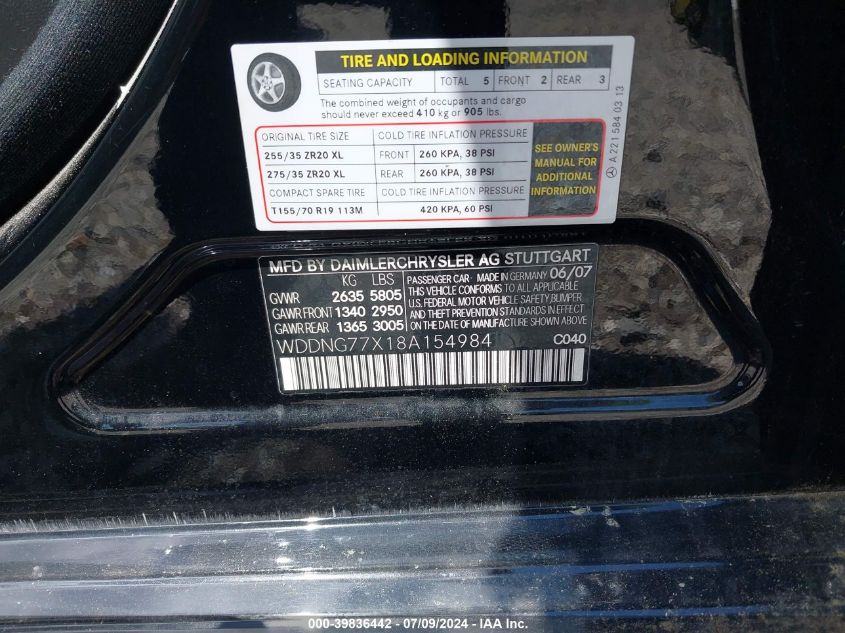 TIRE AND LOADING INFORMATION
SEATING CAPACITY TOTAL 5 FRONT 2 REAR 3
The combined weight of occupants and cargo
should never exceed 410 kg or 905 lbs.
ORIGINAL TIRE SIZE COLD TIRE INFLATION PRESSURE
255/35 ZR20 XL FRONT 260 KPA, 38 PSI
275/35 ZR20 XL REAR 260 KPA, 38 PSI
COMPACT SPARE TIRE COLD TIRE INFLATION PRESSURE
T155/70 R19 113M 420 KPA, 60 PSI
SEE OWNER'S
MANUAL FOR
ADDITIONAL
INFORMATION
A 221 584 03 13
MFD BY DAIMLERCHRYSLER AG STUTTGART
KG LBS
GVWR 2635 5805
GAWR FRONT 1340 2950
GAWR REAR 1365 3005
PASSENGER CAR - MADE IN GERMANY 06/07
THIS VEHICLE CONFORMS TO ALL APPLICABLE
U.S. FEDERAL MOTOR VEHICLE SAFETY, BUMPER
AND THEFT PREVENTION STANDARDS IN EFFECT
ON THE DATE OF MANUFACTURE SHOWN ABOVE
WDDNG77X18A154984 C040
000-39836442 - 07/09/2024 - IAAI.com